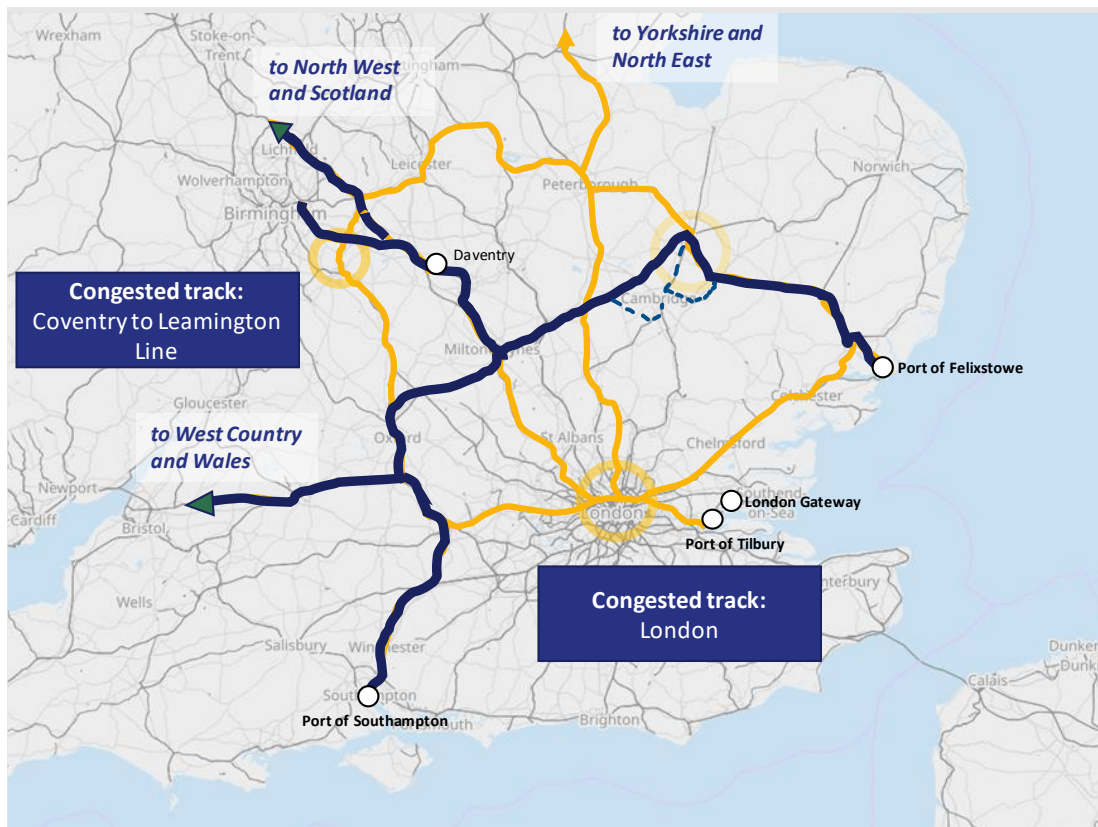 Wrexham
Stoke-on-
Trent
to North West
and Scotland
to Yorkshire and
North East
Lichfield
Leicester
Wolverhampton
Birmingham
Peterborough
Norwich
Daventry
Congested track:
Coventry to Leamington
Line
Cambridge
Milton Keynes
Port of Felixstowe
Colchester
Gloucester
to West Country
and Wales
Oxford
St Albans
Chelmsford
Newport
Cardiff
Bristol
London
London Gateway
Southend
on-Sea
Port of Tilbury
Wells
Congested track:
London
Salisbury
Winchester
Southampton
Port of Southampton
Brighton
Calais